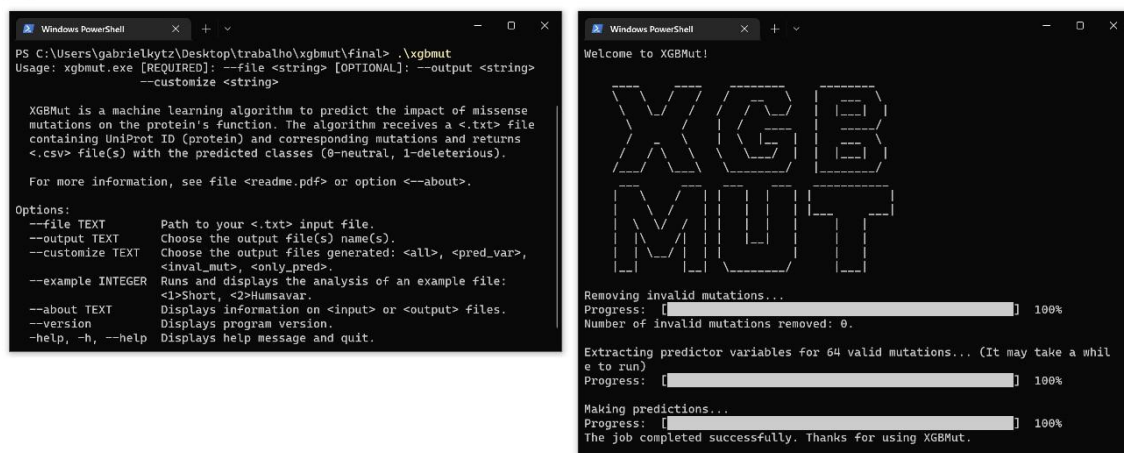 Windows PowerShell
PS C:\Users\gabrielkytz\Desktop\trabalho\xgbmut\final> .\xgbmut
Usage: xgbmut.exe [REQUIRED]: --file <string> [OPTIONAL]: --output <string>
--customize <string>
XGBMut is a machine learning algorithm to predict the impact of missense
mutations on the protein's function. The algorithm receives a <.txt> file
containing UniProt ID (protein) and corresponding mutations and returns
<.csv> file(s) with the predicted classes (0-neutral, 1-deleterious).
For more information, see file <readme.pdf> or option <--about>.
Options:
--file TEXT Path to your <.txt> input file.
--output TEXT Choose the output file(s) name(s).
--customize TEXT Choose the output files generated: <all>, <pred_var>,
<inval_mut>, <only_pred>.
--example INTEGER Runs and displays the analysis of an example file:
<1>Short, <2>Humsavar.
--about TEXT Displays information on <input> or <output> files.
--version Displays program version.
-help, -h, --help Displays help message and quit.
Windows PowerShell
Welcome to XGBMut!
XGB
MUT
Removing invalid mutations...
Progress: [ ] 100%
Number of invalid mutations removed: 0.
Extracting predictor variables for 64 valid mutations... (It may take a whil
e to run)
Progress: [ ] 100%
Making predictions...
Progress: [ ] 100%
The job completed successfully. Thanks for using XGBMut.